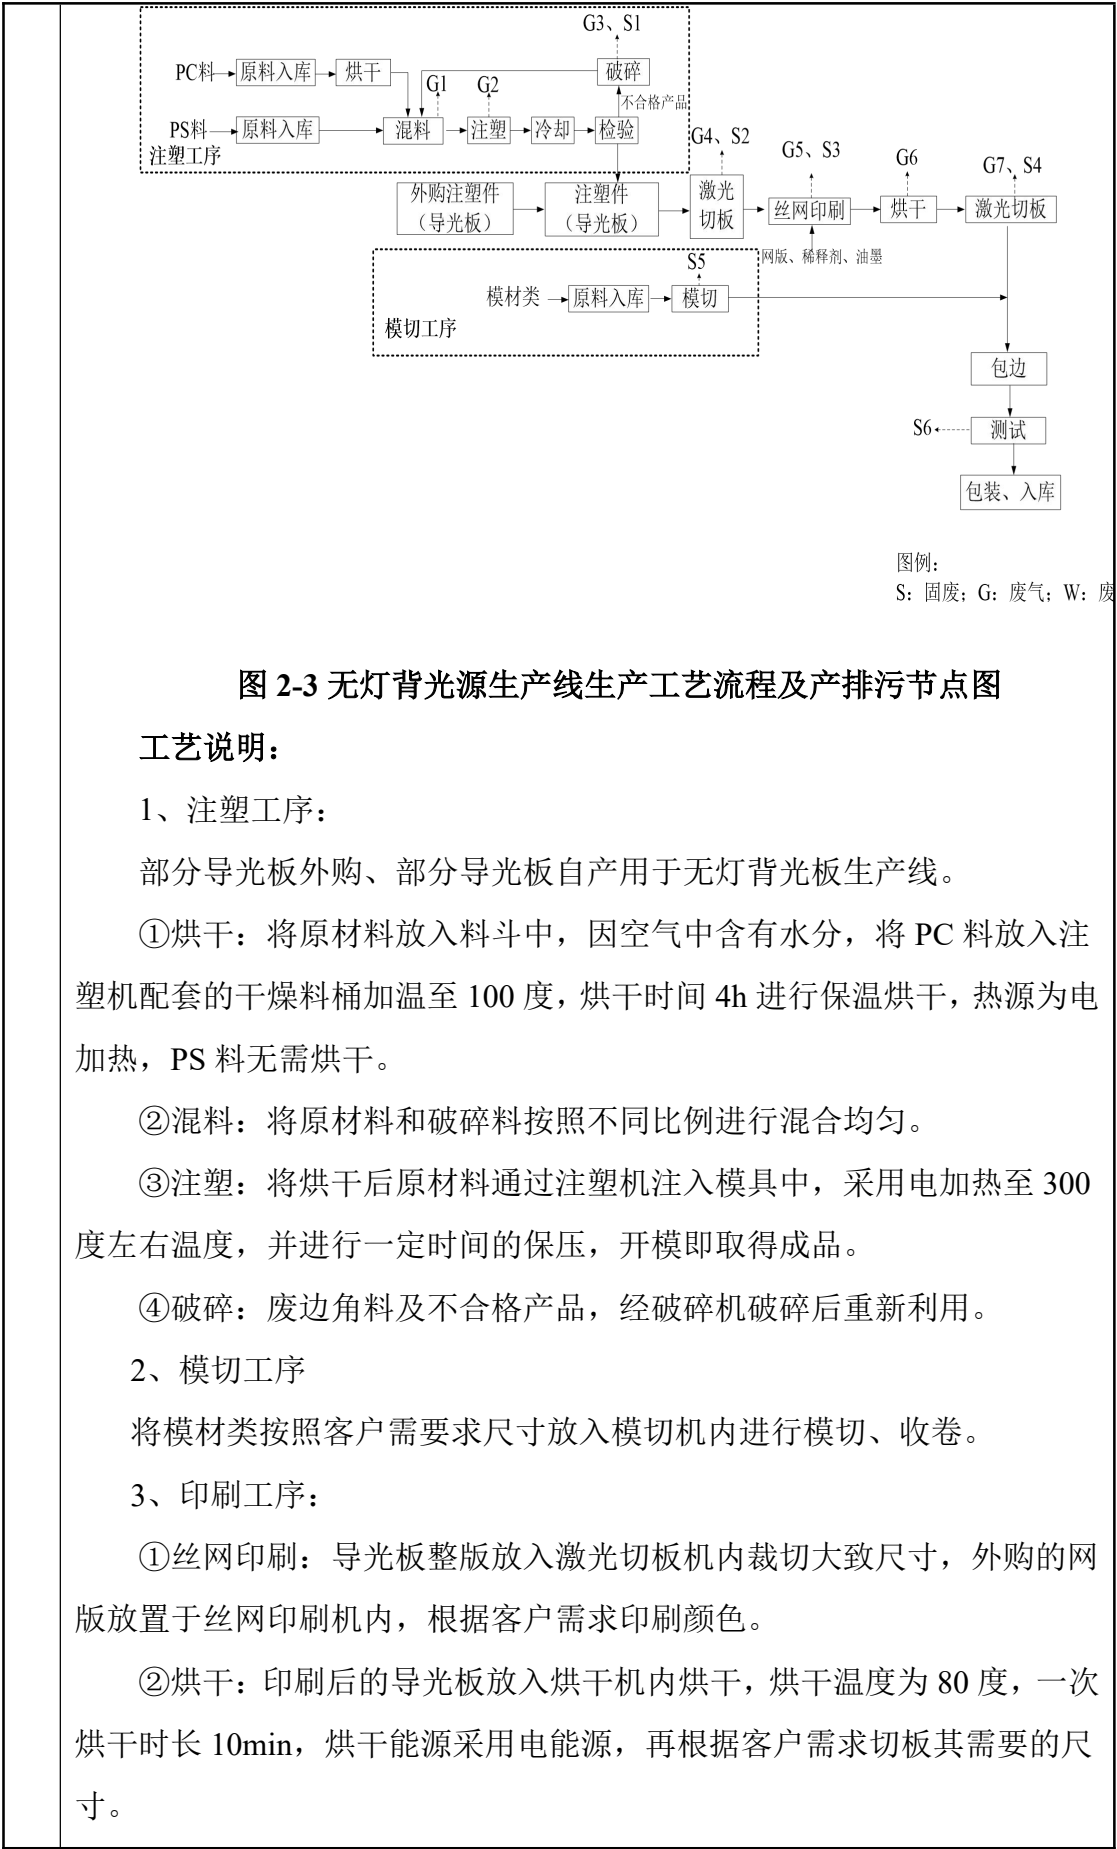 G3、S1
PC料
原料入库
烘干
G1
G2
破碎
不合格产品
PS料
原料入库
混料
注塑
冷却
检验
注塑工序
G4、S2
G5、S3
G6
G7、S4
外购注塑件
（导光板）
注塑件
（导光板）
激光
切板
丝网印刷
烘干
激光切板
网版、稀释剂、油墨
S5
模材类
原料入库
模切
模切工序
包边
S6
测试
包装、入库
图例：
S：固废；G：废气；W：废
图 2-3 无灯背光源生产线生产工艺流程及产排污节点图
工艺说明：
1、注塑工序：
部分导光板外购、部分导光板自产用于无灯背光板生产线。
①烘干：将原材料放入料斗中，因空气中含有水分，将 PC 料放入注
塑机配套的干燥料桶加温至 100 度，烘干时间 4h 进行保温烘干，热源为电
加热，PS 料无需烘干。
②混料：将原材料和破碎料按照不同比例进行混合均匀。
③注塑：将烘干后原材料通过注塑机注入模具中，采用电加热至 300
度左右温度，并进行一定时间的保压，开模即取得成品。
④破碎：废边角料及不合格产品，经破碎机破碎后重新利用。
2、模切工序
将模材类按照客户需要求尺寸放入模切机内进行模切、收卷。
3、印刷工序：
①丝网印刷：导光板整版放入激光切板机内裁切大致尺寸，外购的网
版放置于丝网印刷机内，根据客户需求印刷颜色。
②烘干：印刷后的导光板放入烘干机内烘干，烘干温度为 80 度，一次
烘干时长 10min，烘干能源采用电能源，再根据客户需求切板其需要的尺
寸。